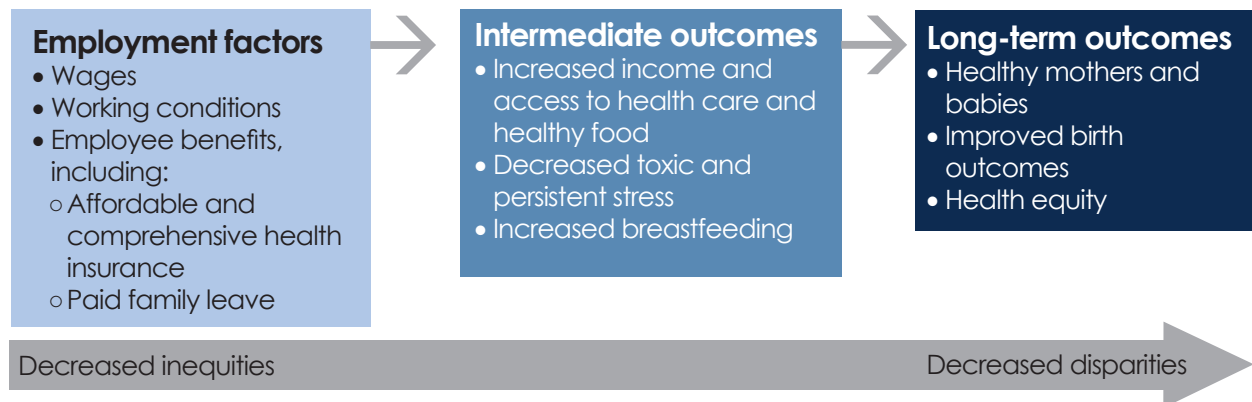 Employment factors
• Wages
• Working conditions
• Employee benefits,
including:
○ Affordable and
comprehensive health
insurance
○ Paid family leave
Intermediate outcomes
• Increased income and
access to health care and
healthy food
• Decreased toxic and
persistent stress
• Increased breastfeeding
Long-term outcomes
• Healthy mothers and
babies
• Improved birth
outcomes
• Health equity
Decreased inequities
Decreased disparities